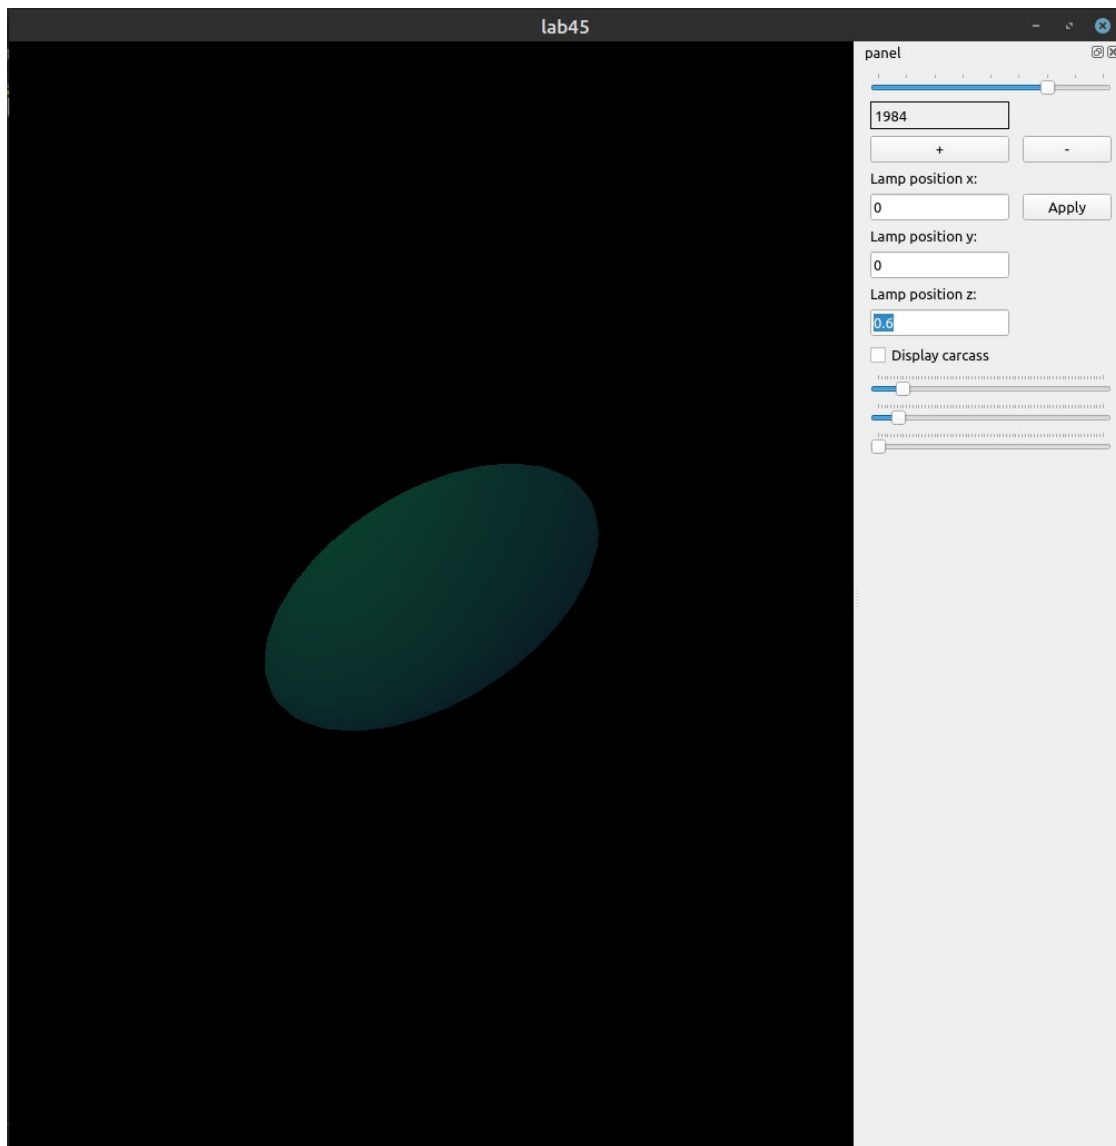 lab45
panel
1984
+ -
Lamp position x:
0 Apply
Lamp position y:
0
Lamp position z:
0.6
Display carcass